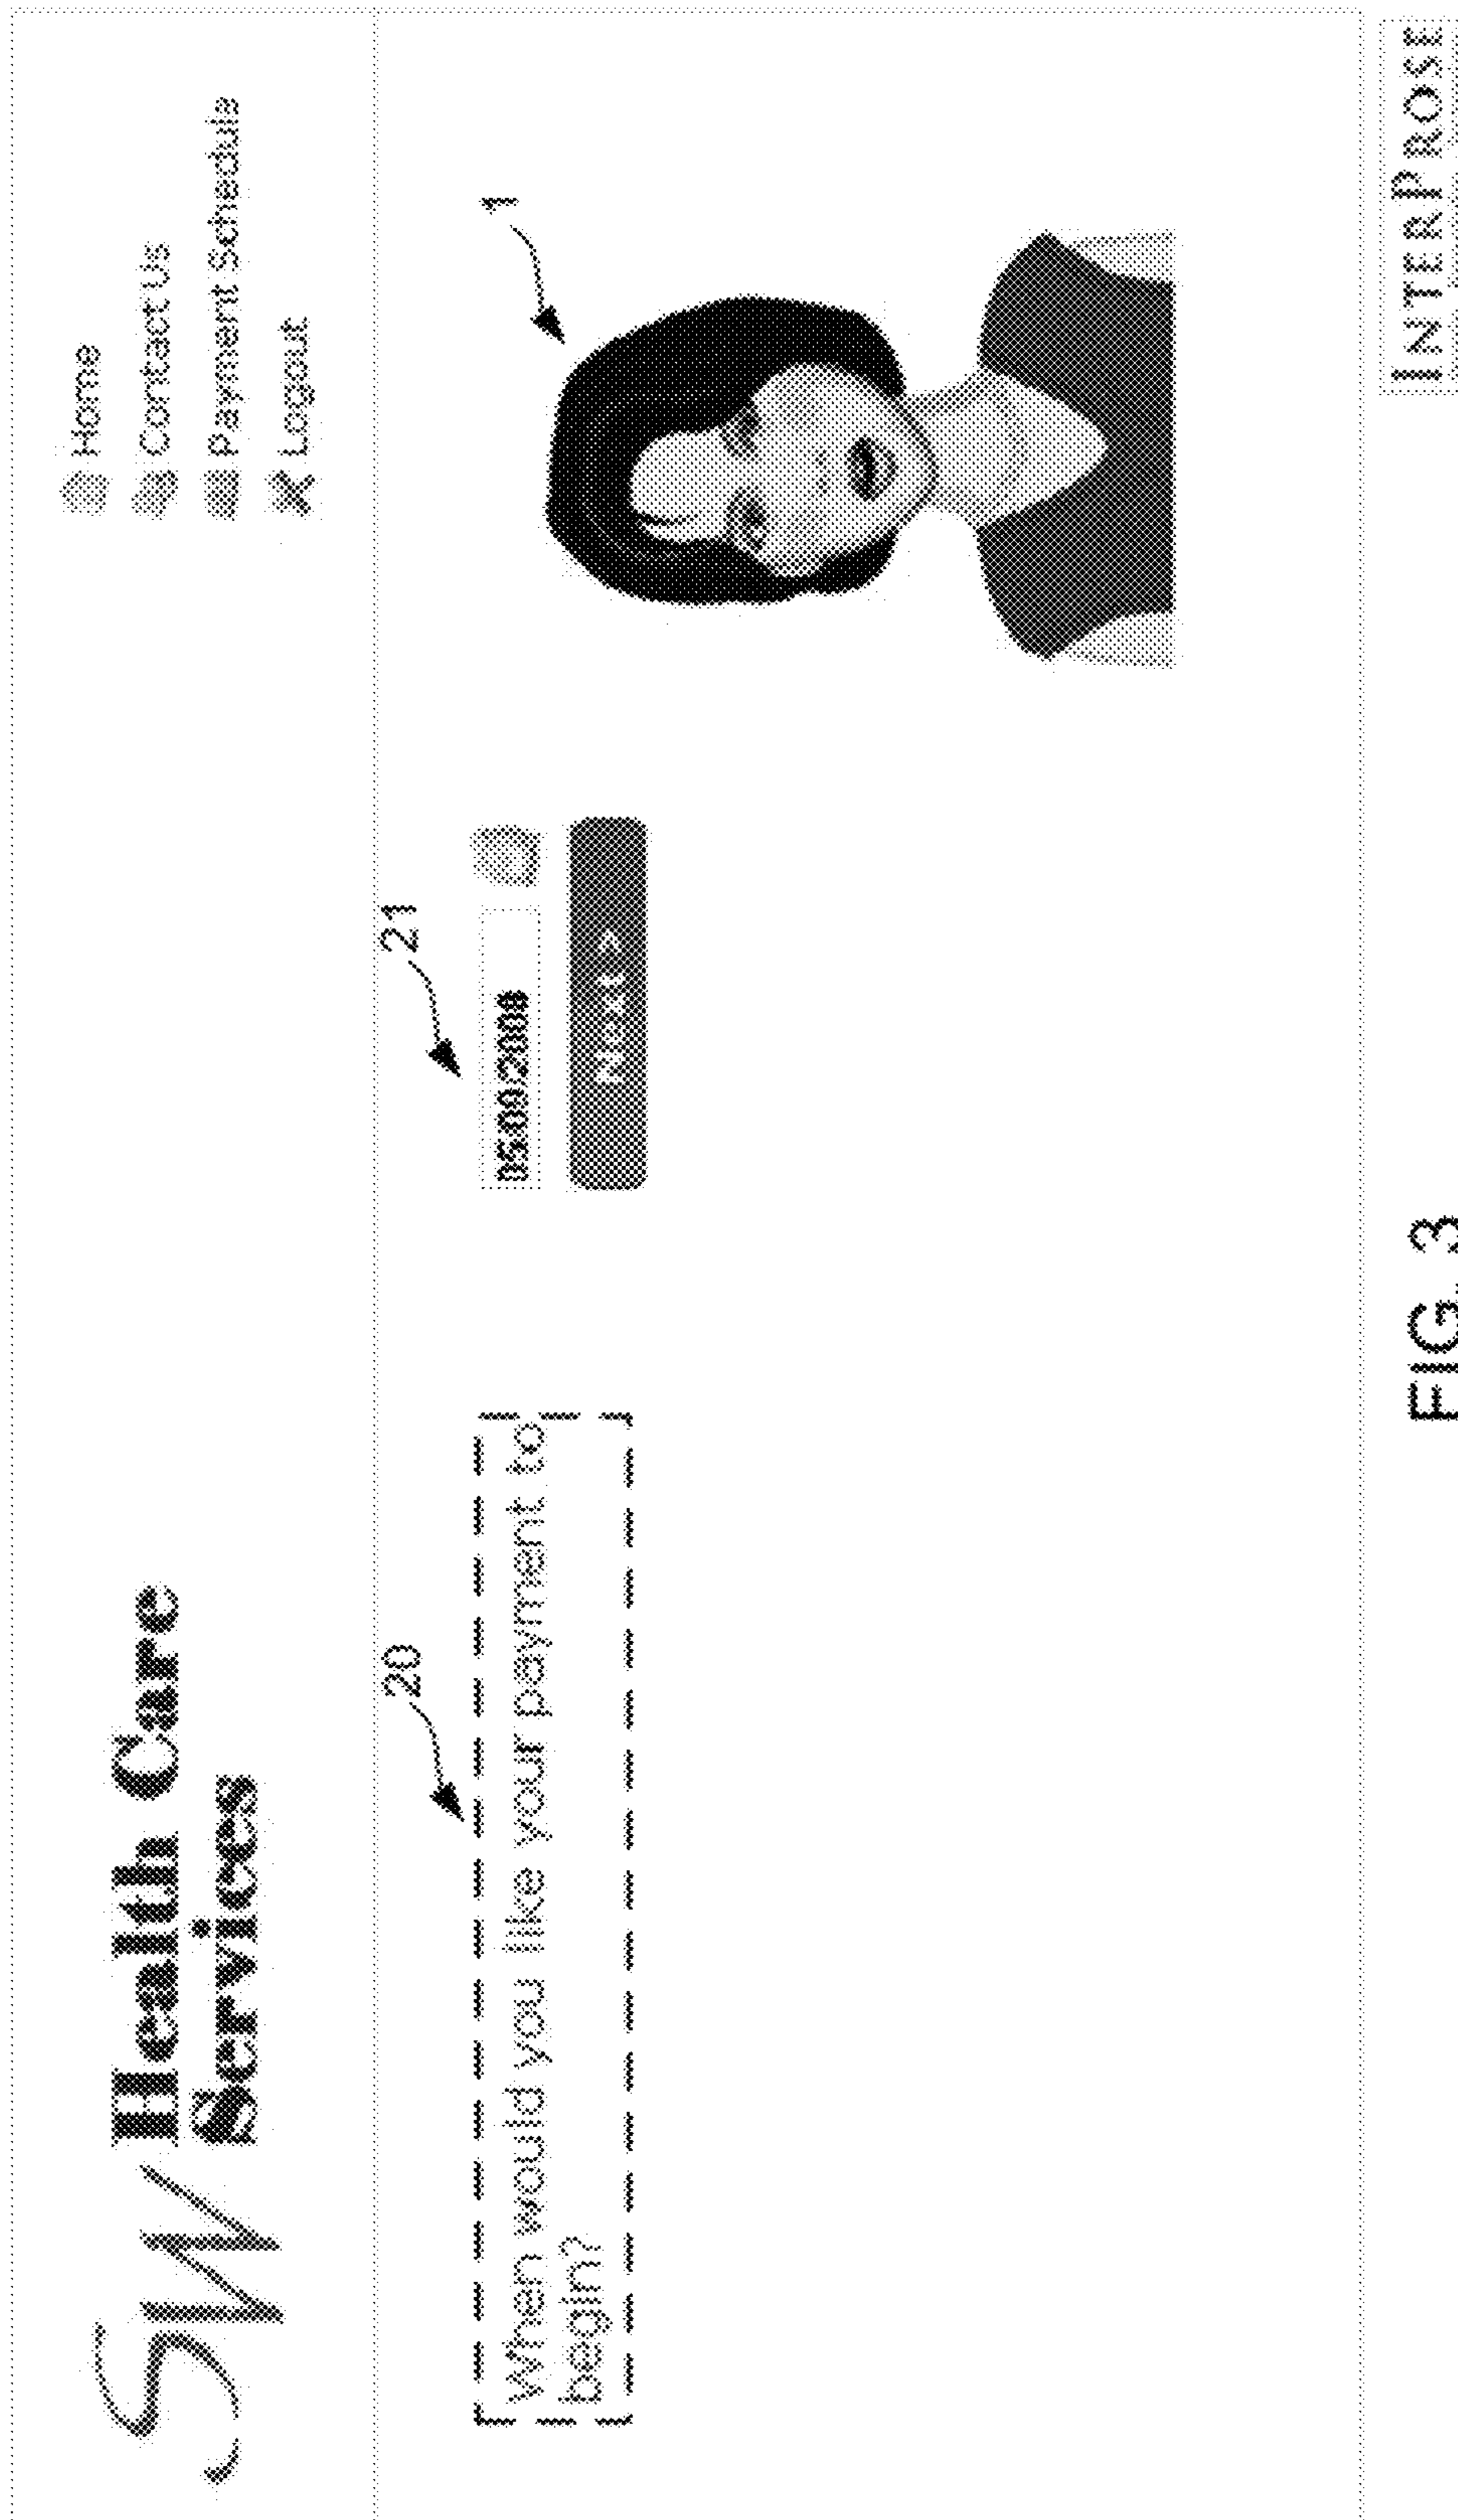 SW Health Care
Services
Home
Contact Us
Payment Schedule
Logout
20
When would you like your payment to
begin?
21
05/09/2008
Next >
1
INTERPROSE
FIG. 3